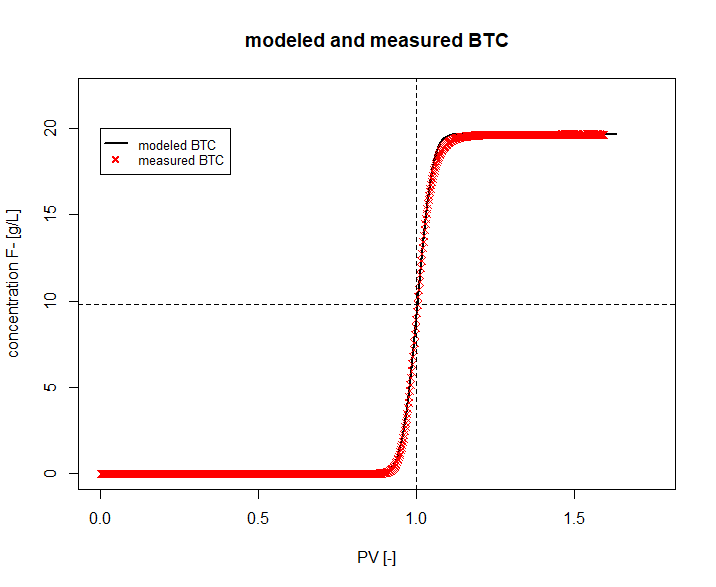 modeled and measured BTC
concentration F- [g/L]
20
15
10
5
0
modeled BTC
measured BTC
0.0 0.5 1.0 1.5
PV [-]